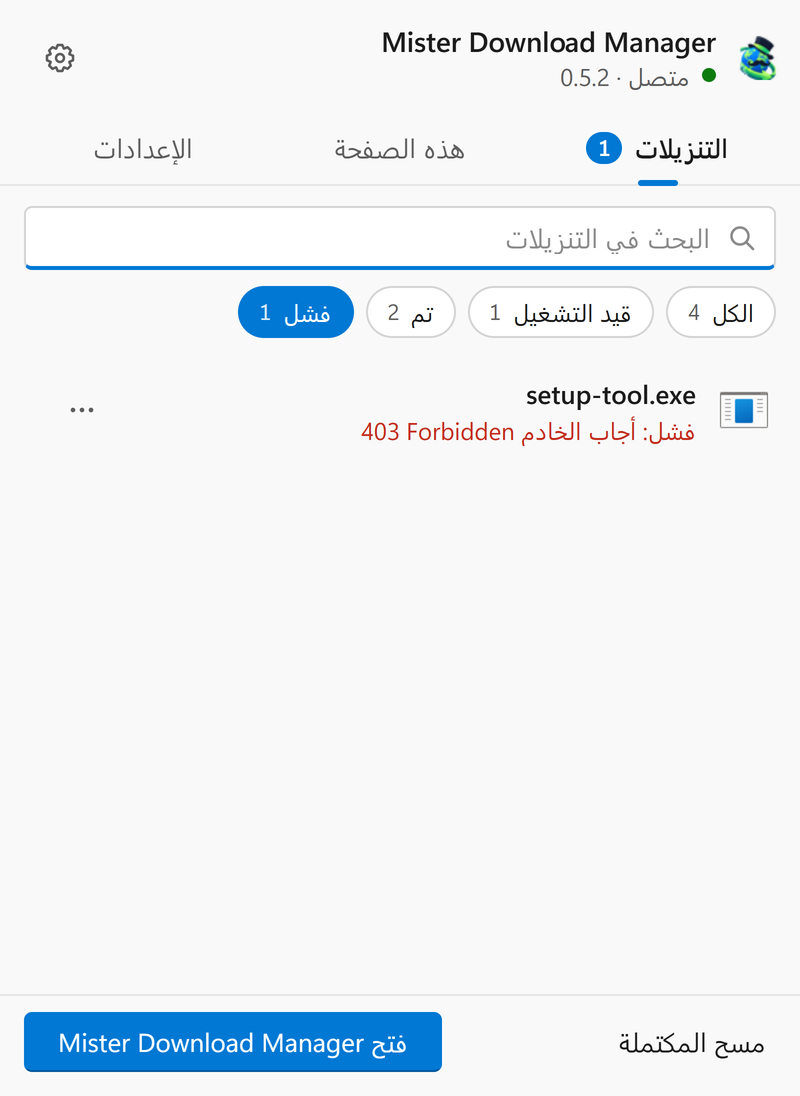 Mister Download Manager
متصل · 0.5.2
التنزيلات 1
هذه الصفحة
الإعدادات
البحث في التنزيلات
الكل 4
قيد التشغيل 1
تم 2
فشل 1
setup-tool.exe
فشل: أجاب الخادم 403 Forbidden
مسح المكتملة
فتح Mister Download Manager